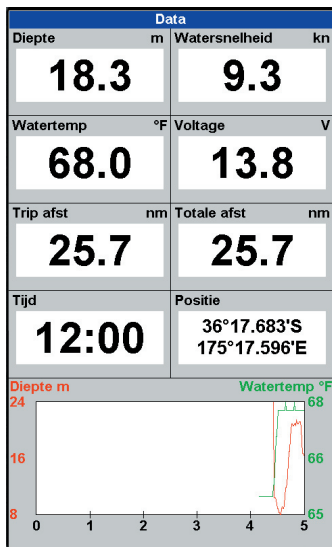 Data
Diepte m Watersnelheid kn
18.3 9.3
Watertemp °F Voltage V
68.0 13.8
Trip afst nm Totale afst nm
25.7 25.7
Tijd Positie
12:00 36°17.683'S
175°17.596'E
Diepte m Watertemp °F
24 68
16 66
8 65
0 1 2 3 4 5